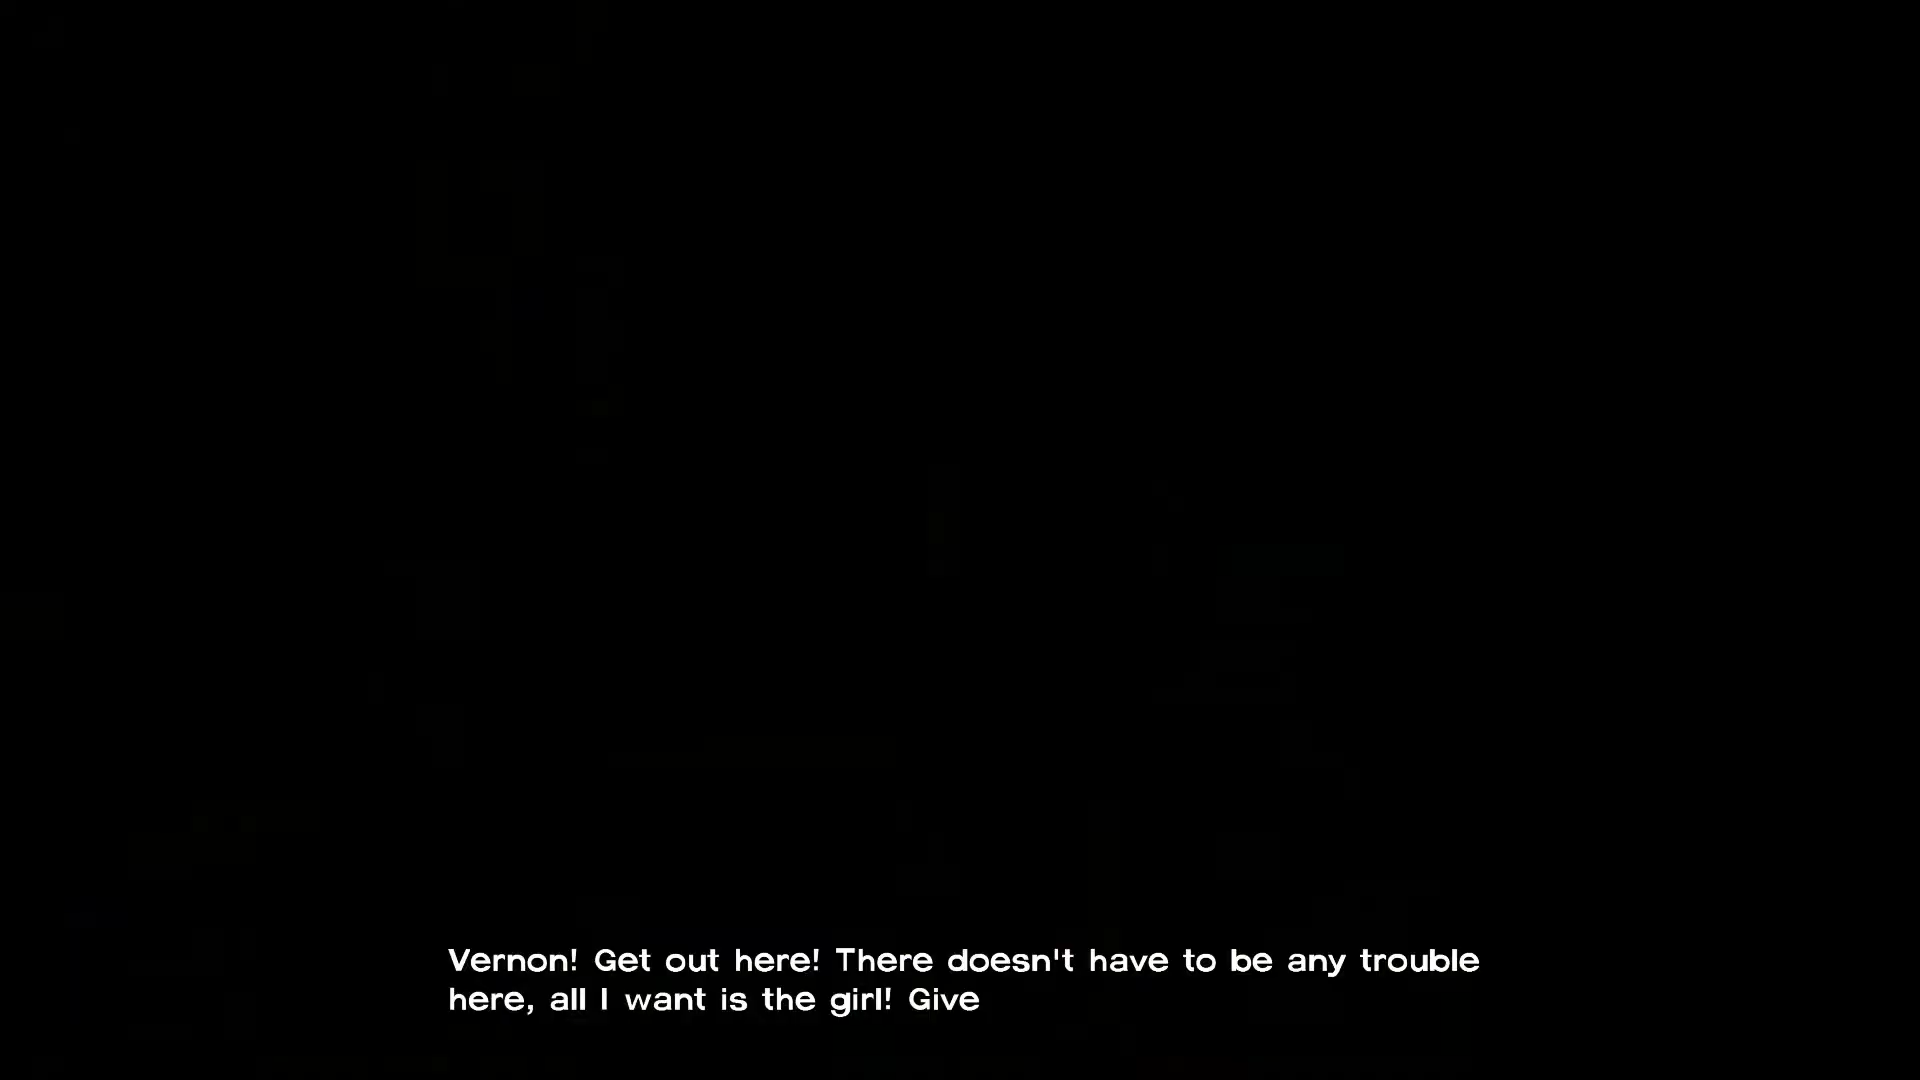 Vernon! Get out here! There doesn't have to be any trouble
here, all I want is the girl! Give